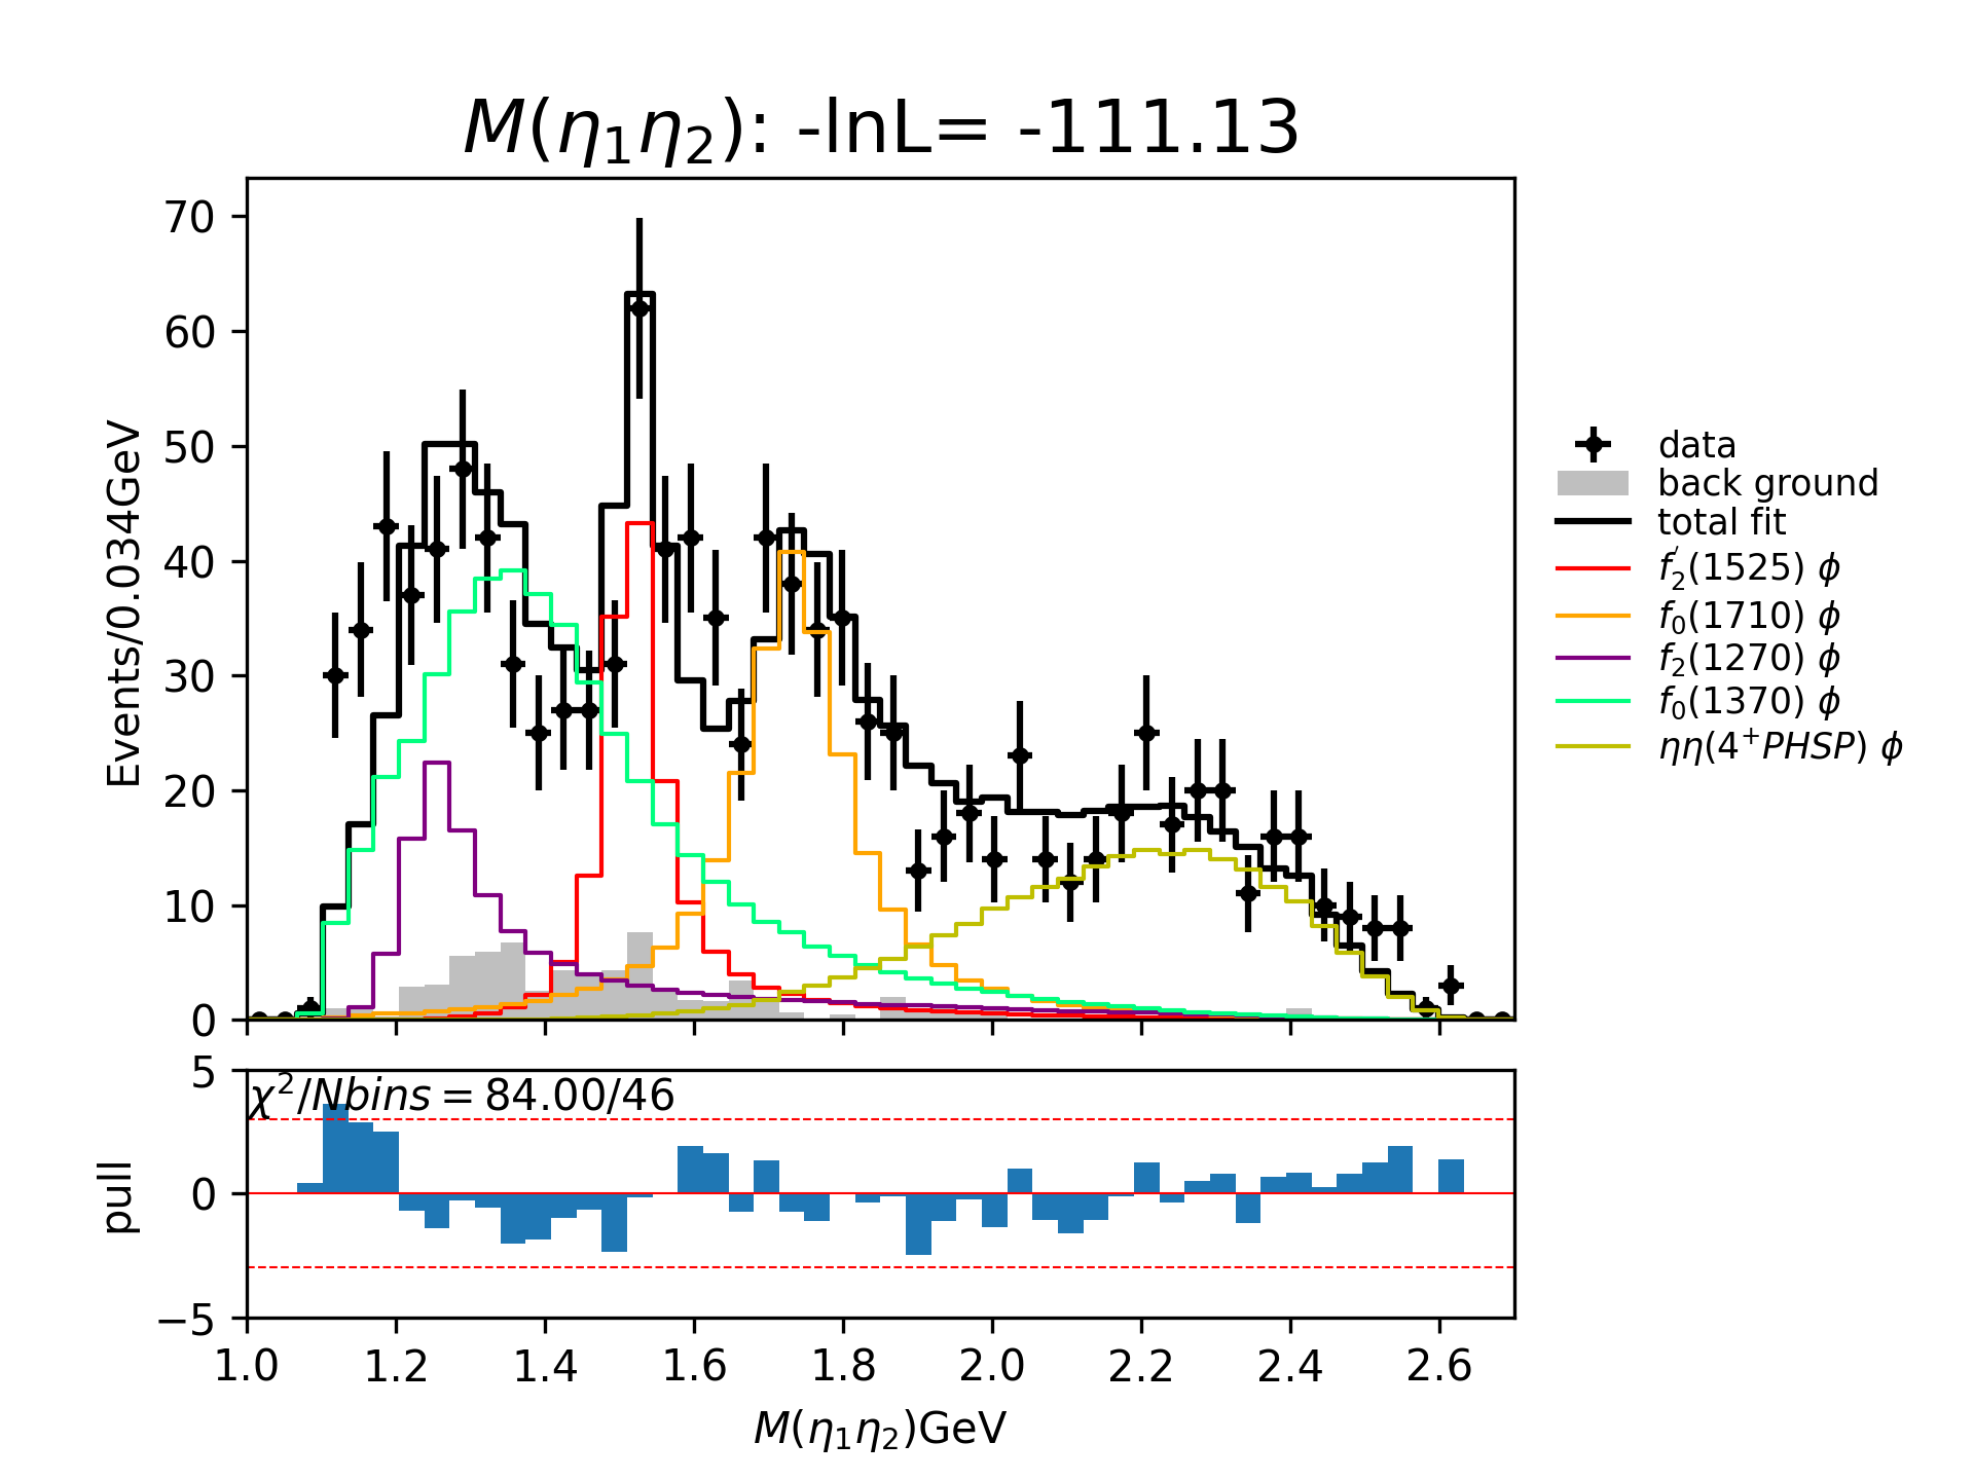 M(η₁η₂): -lnL= -111.13
Events/0.034GeV
70
60
50
40
30
20
10
0
data
back ground
total fit
f₂′(1525) ϕ
f₀(1710) ϕ
f₂(1270) ϕ
f₀(1370) ϕ
ηη(4⁺PHSP) ϕ
χ²/Nbins = 84.00/46
pull
5
0
−5
1.0 1.2 1.4 1.6 1.8 2.0 2.2 2.4 2.6
M(η₁η₂)GeV